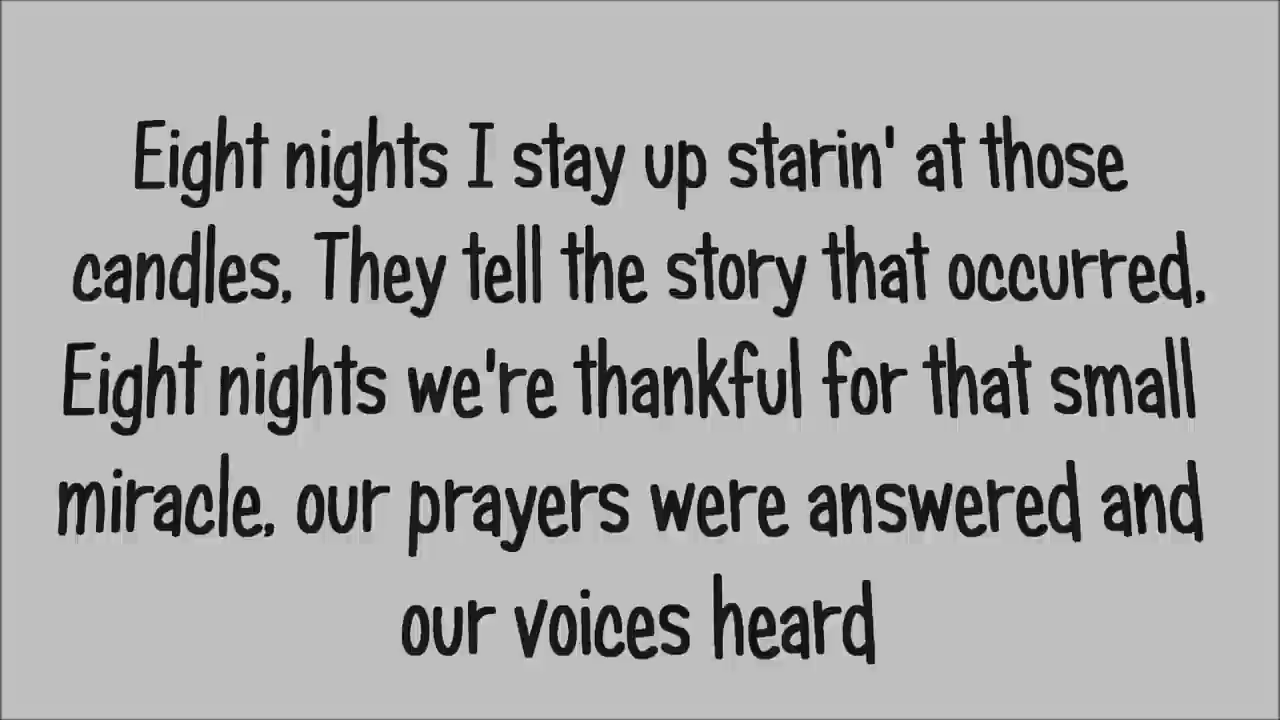 Eight nights I stay up starin' at those
candles, They tell the story that occurred,
Eight nights we're thankful for that small
miracle, our prayers were answered and
our voices heard